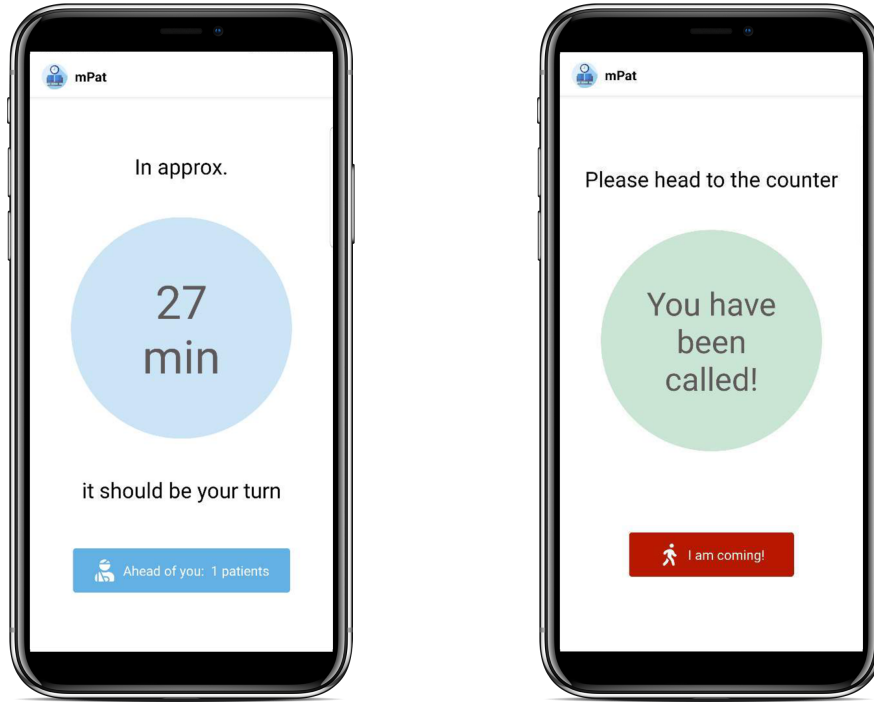 mPat
In approx.
27
min
it should be your turn
Ahead of you: 1 patients
mPat
Please head to the counter
You have
been
called!
I am coming!